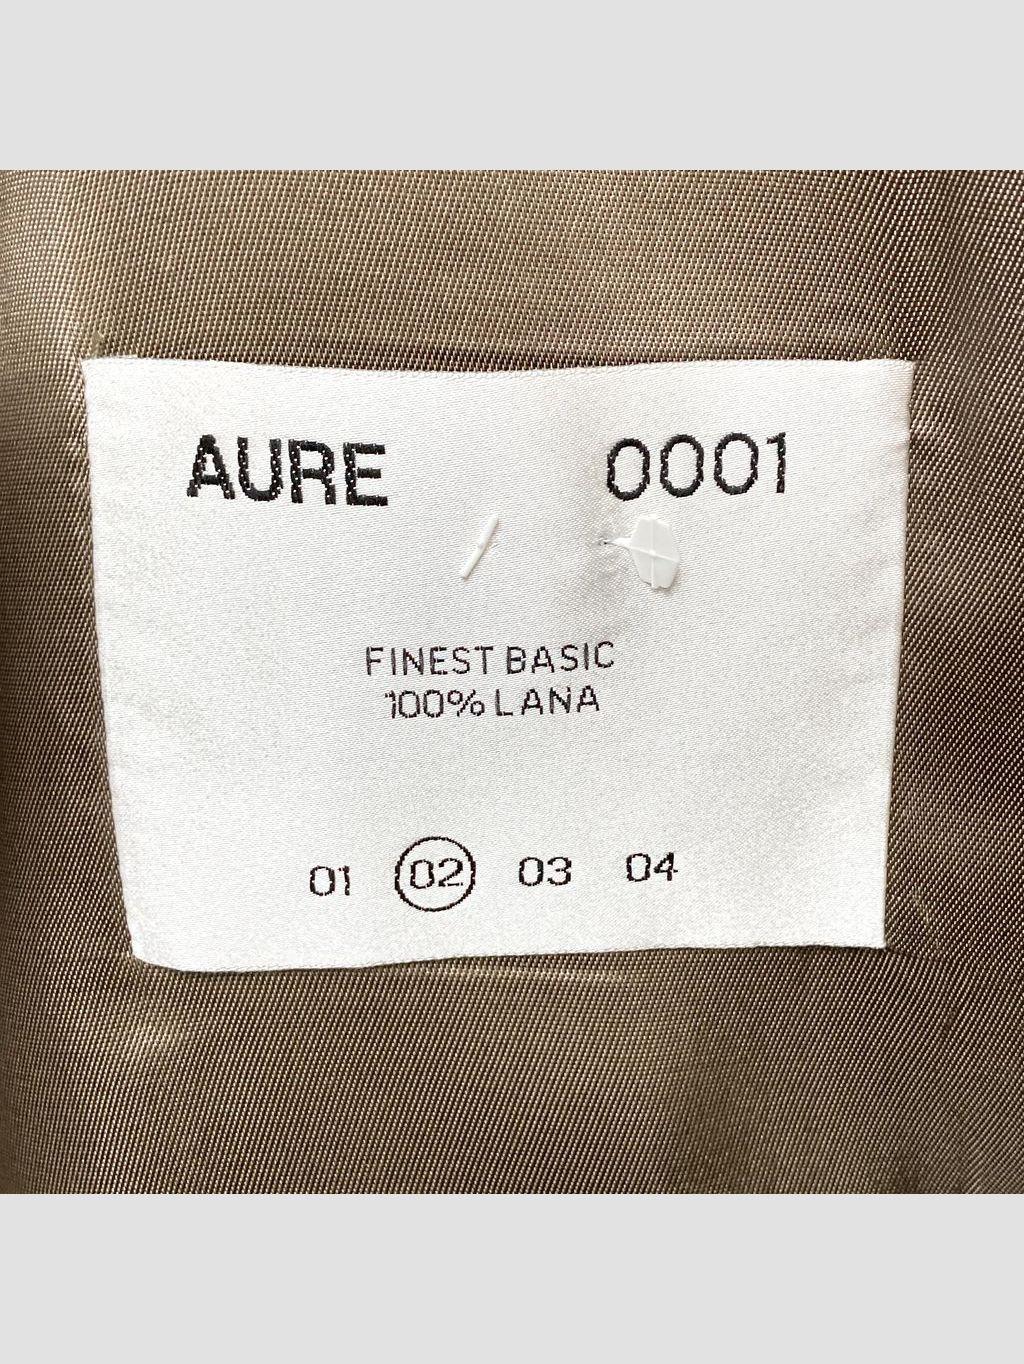 AURE 0001
FINEST BASIC
100% LANA
01 02 03 04